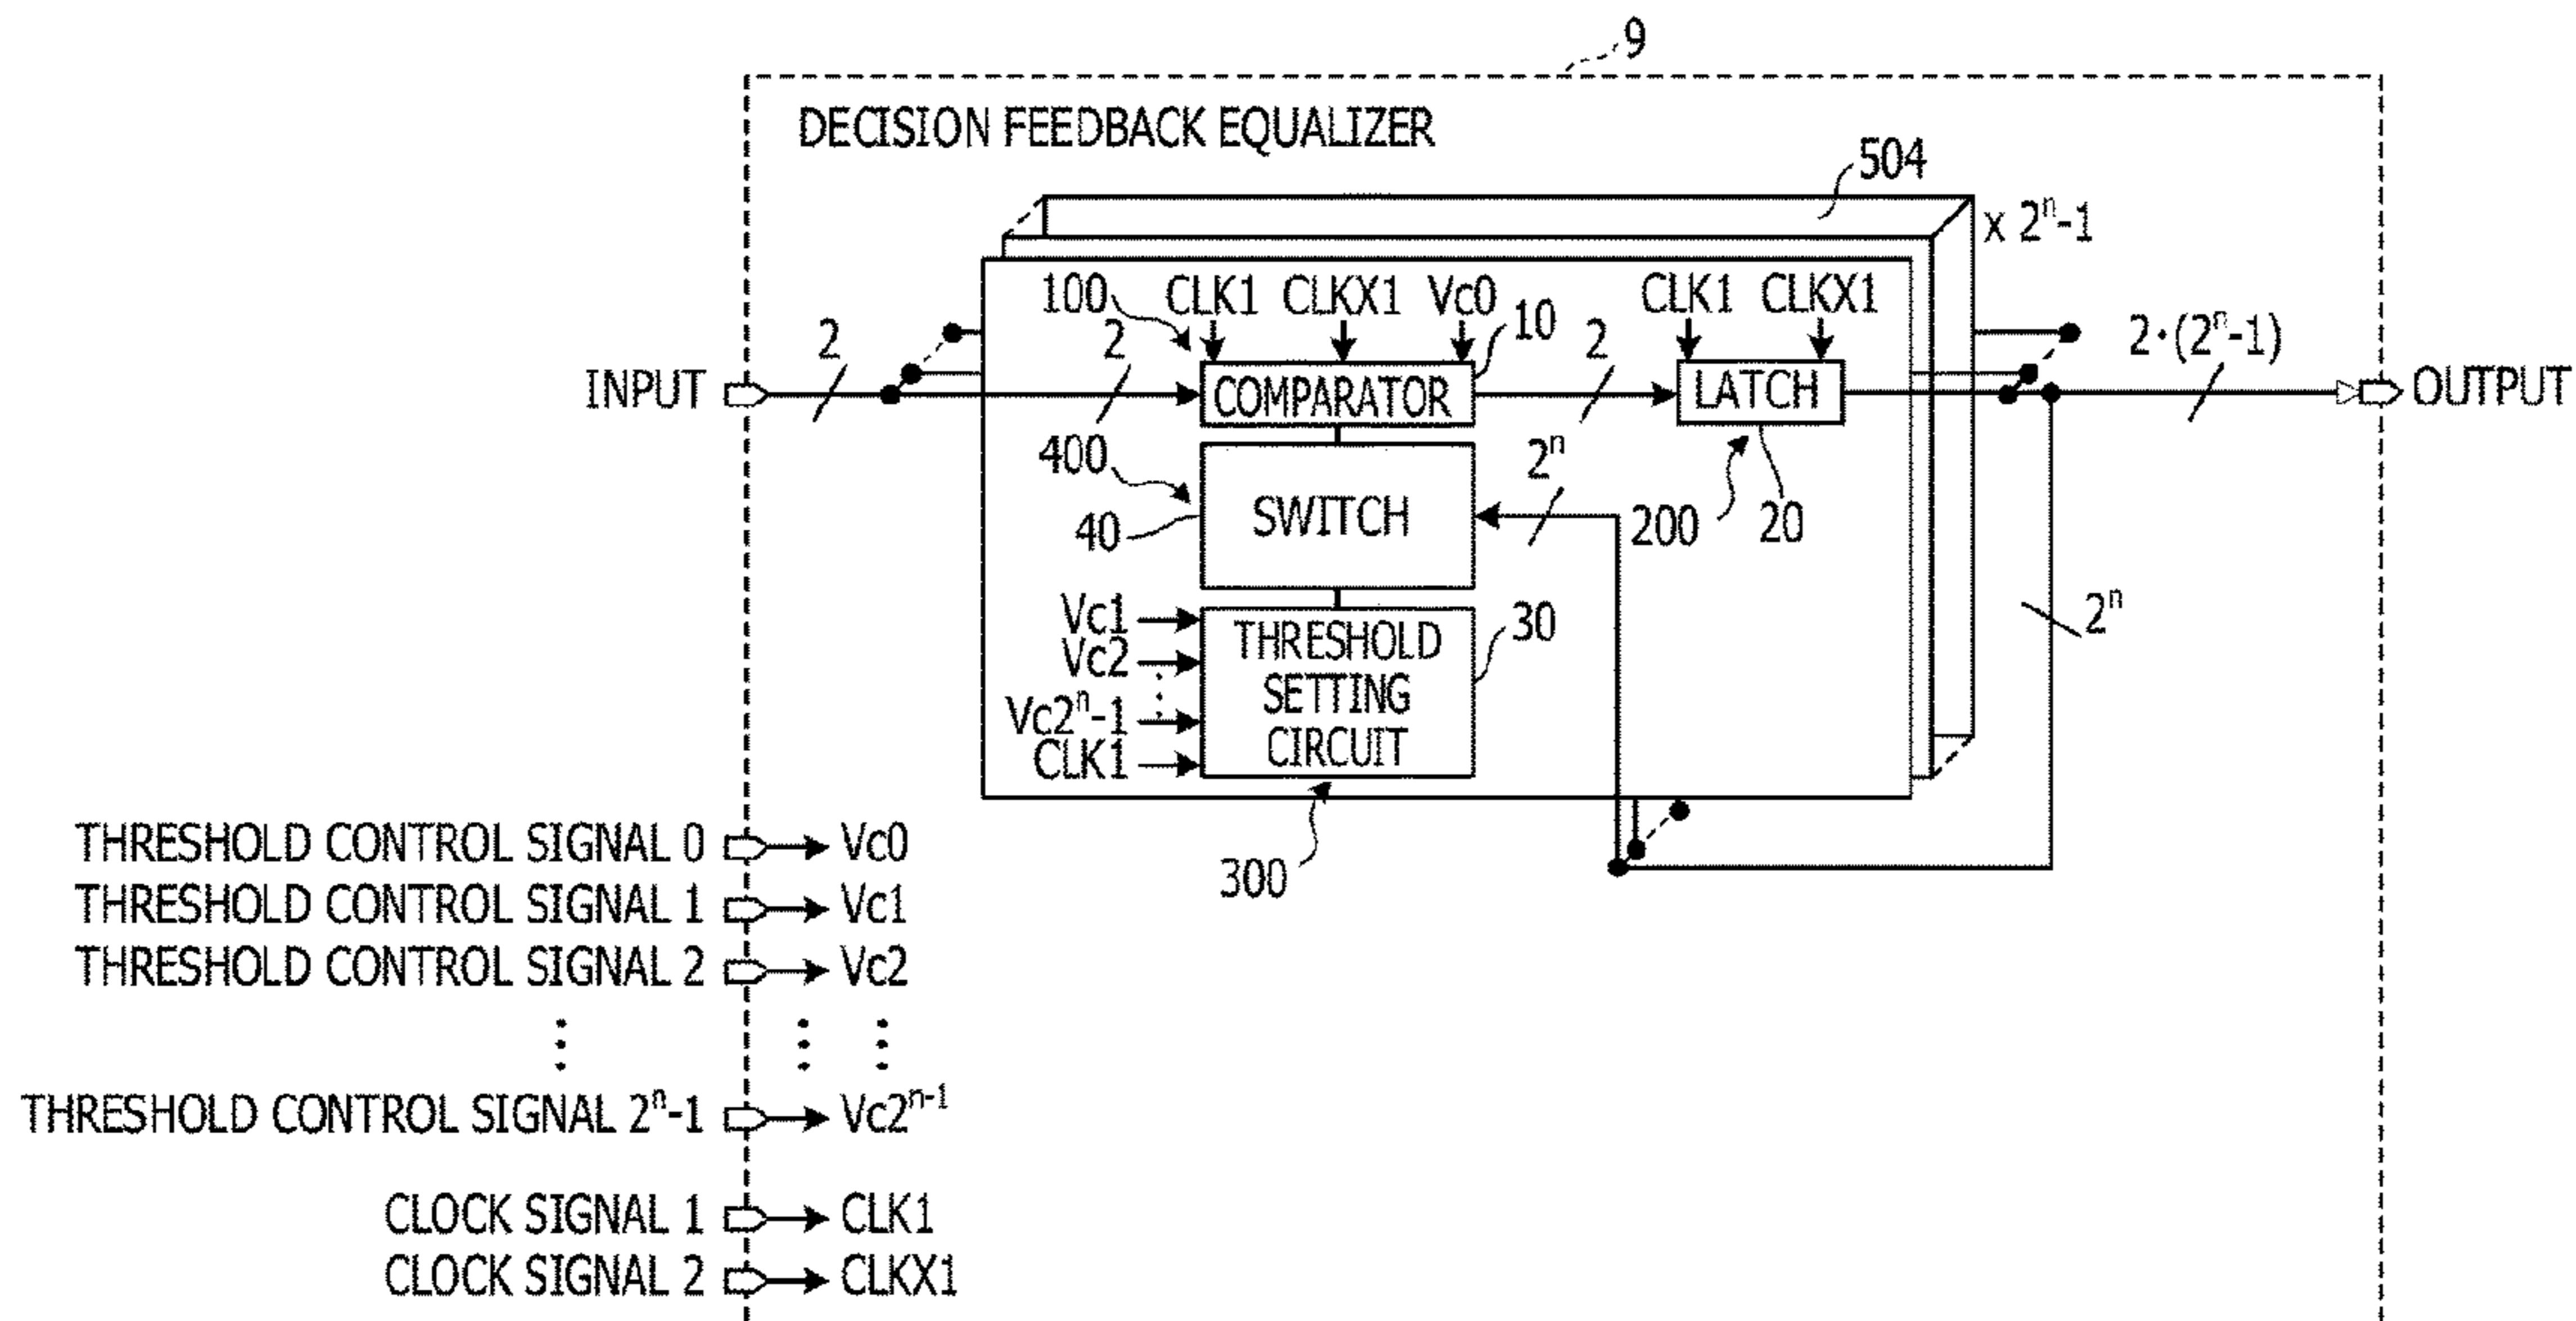 9
DECISION FEEDBACK EQUALIZER
504
x 2ⁿ-1
100
CLK1 CLKX1 Vc0
10
CLK1 CLKX1
2
2
2
2·(2ⁿ-1)
INPUT
COMPARATOR
LATCH
OUTPUT
400
2ⁿ
40
SWITCH
200
20
Vc1
Vc2
Vc2ⁿ-1
CLK1
THRESHOLD
SETTING
CIRCUIT
30
2ⁿ
300
THRESHOLD CONTROL SIGNAL 0 Vc0
THRESHOLD CONTROL SIGNAL 1 Vc1
THRESHOLD CONTROL SIGNAL 2 Vc2
THRESHOLD CONTROL SIGNAL 2ⁿ-1 Vc2ⁿ⁻¹
CLOCK SIGNAL 1 CLK1
CLOCK SIGNAL 2 CLKX1